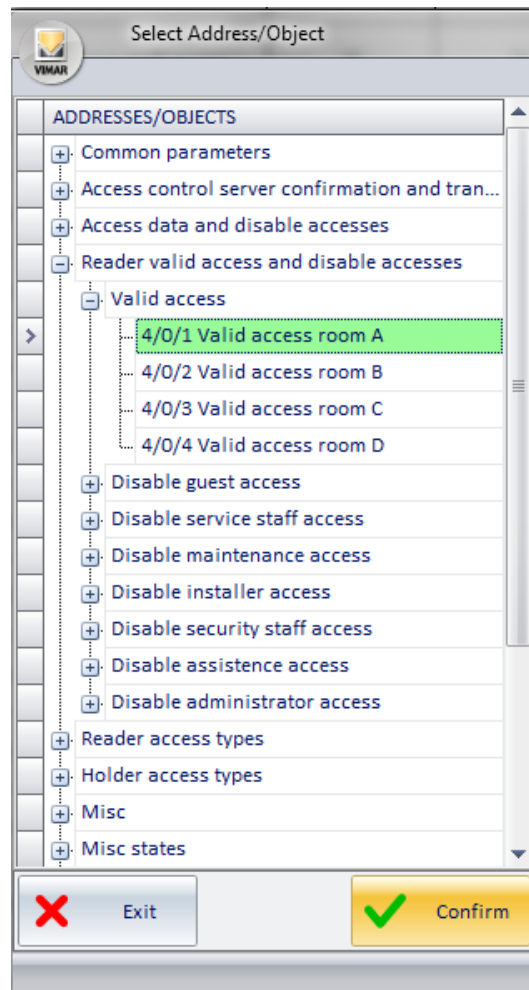 Select Address/Object
VIMAR
ADDRESSES/OBJECTS
Common parameters
Access control server confirmation and tran...
Access data and disable accesses
Reader valid access and disable accesses
Valid access
4/0/1 Valid access room A
4/0/2 Valid access room B
4/0/3 Valid access room C
4/0/4 Valid access room D
Disable guest access
Disable service staff access
Disable maintenance access
Disable installer access
Disable security staff access
Disable assistence access
Disable administrator access
Reader access types
Holder access types
Misc
Misc states
Exit
Confirm